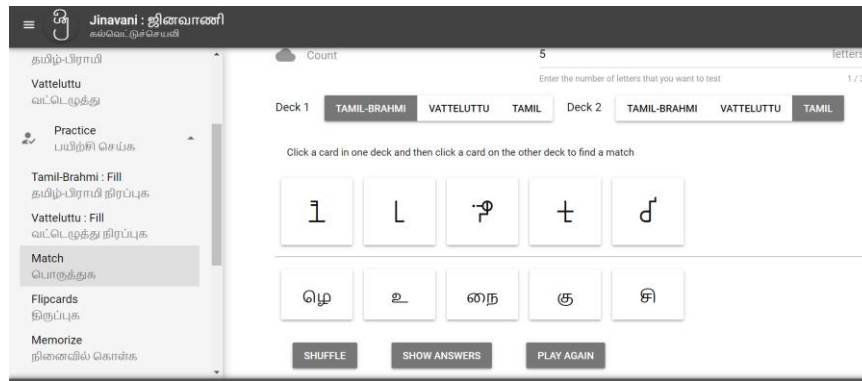 Jinavani : ஜினவாணி
கல்வெட்டுச்செயலி
தமிழ்-பிராமி
Vatteluttu
வட்டெழுத்து
Practice
பயிற்சி செய்க
Tamil-Brahmi : Fill
தமிழ்-பிராமி நிரப்புக
Vatteluttu : Fill
வட்டெழுத்து நிரப்புக
Match
பொருத்துக
Flipcards
திருப்புக
Memorize
நினைவில் கொள்க
Count 5 letters
Enter the number of letters that you want to test
Deck 1 TAMIL-BRAHMI VATTELUTTU TAMIL Deck 2 TAMIL-BRAHMI VATTELUTTU TAMIL
Click a card in one deck and then click a card on the other deck to find a match
ழெ உ நை கு சி
SHUFFLE SHOW ANSWERS PLAY AGAIN